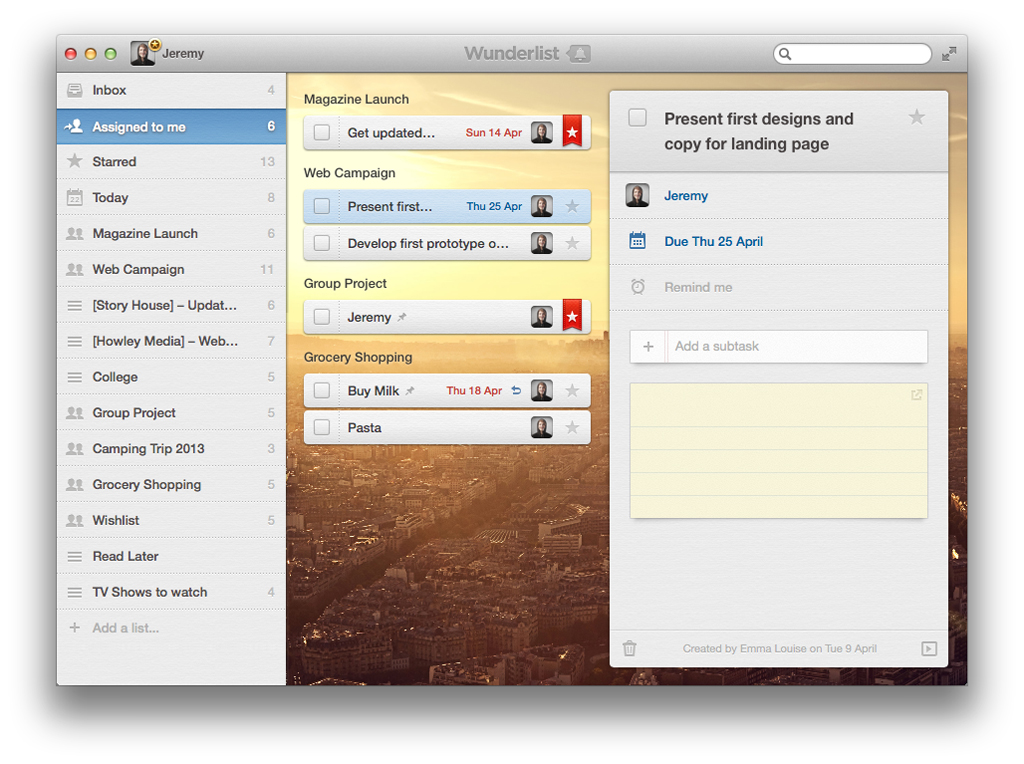 Jeremy
Wunderlist
Inbox 4
Assigned to me 6
Starred 13
22 Today 8
Magazine Launch 6
Web Campaign 11
[Story House] – Updat... 6
[Howley Media] – Web... 7
College 5
Group Project 5
Camping Trip 2013 3
Grocery Shopping 5
Wishlist 5
Read Later
TV Shows to watch 4
+ Add a list...
Magazine Launch
Get updated... Sun 14 Apr
Web Campaign
Present first... Thu 25 Apr
Develop first prototype o...
Group Project
Jeremy
Grocery Shopping
Buy Milk Thu 18 Apr
Pasta
Present first designs and
copy for landing page
Jeremy
Due Thu 25 April
Remind me
+ Add a subtask
Created by Emma Louise on Tue 9 April